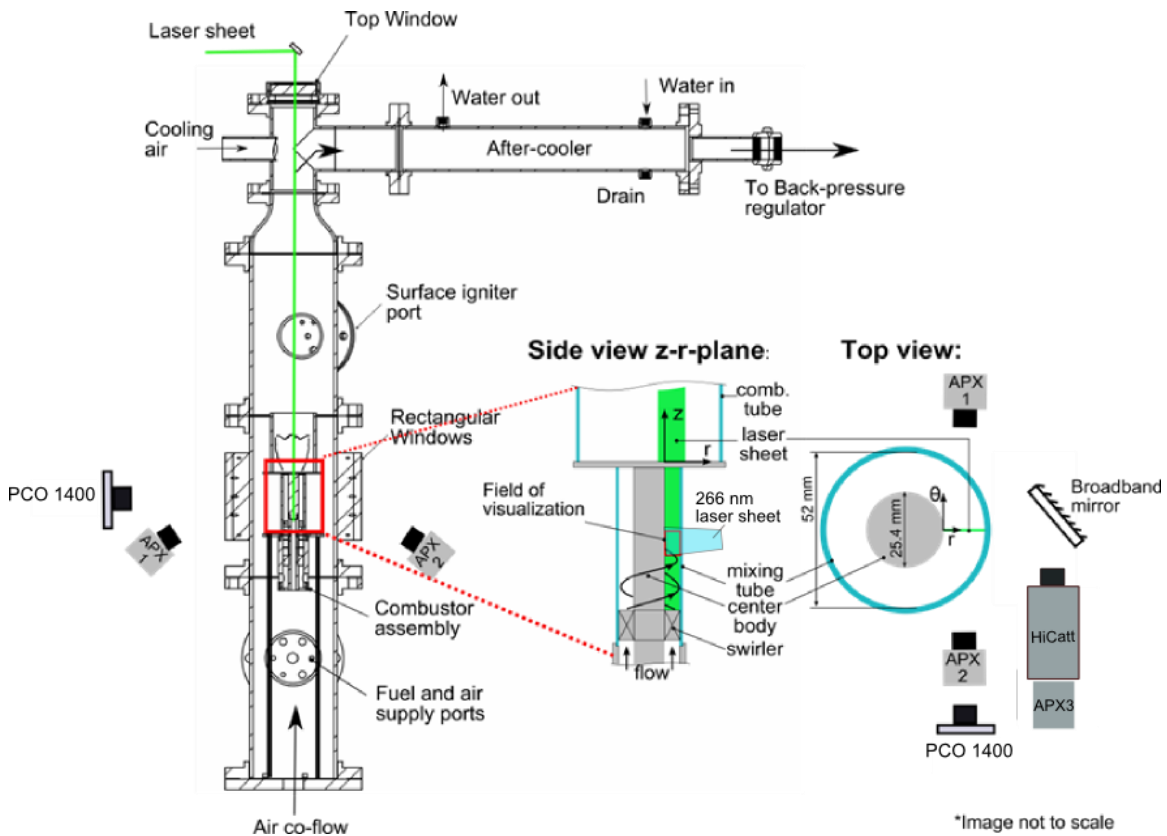 Laser sheet
Top Window
Water out
Water in
Cooling
air
After-cooler
Drain
To Back-pressure
regulator
Surface igniter
port
Rectangular
Windows
PCO 1400
APX
1
APX
2
Combustor
assembly
Fuel and air
supply ports
Air co-flow
Side view z-r-plane:
z
r
comb.
tube
laser
sheet
Field of
visualization
266 nm
laser sheet
mixing
tube
center
body
swirler
flow
Top view:
APX
1
52 mm
25.4 mm
θ
r
Broadband
mirror
HiCatt
APX3
APX
2
PCO 1400
*Image not to scale